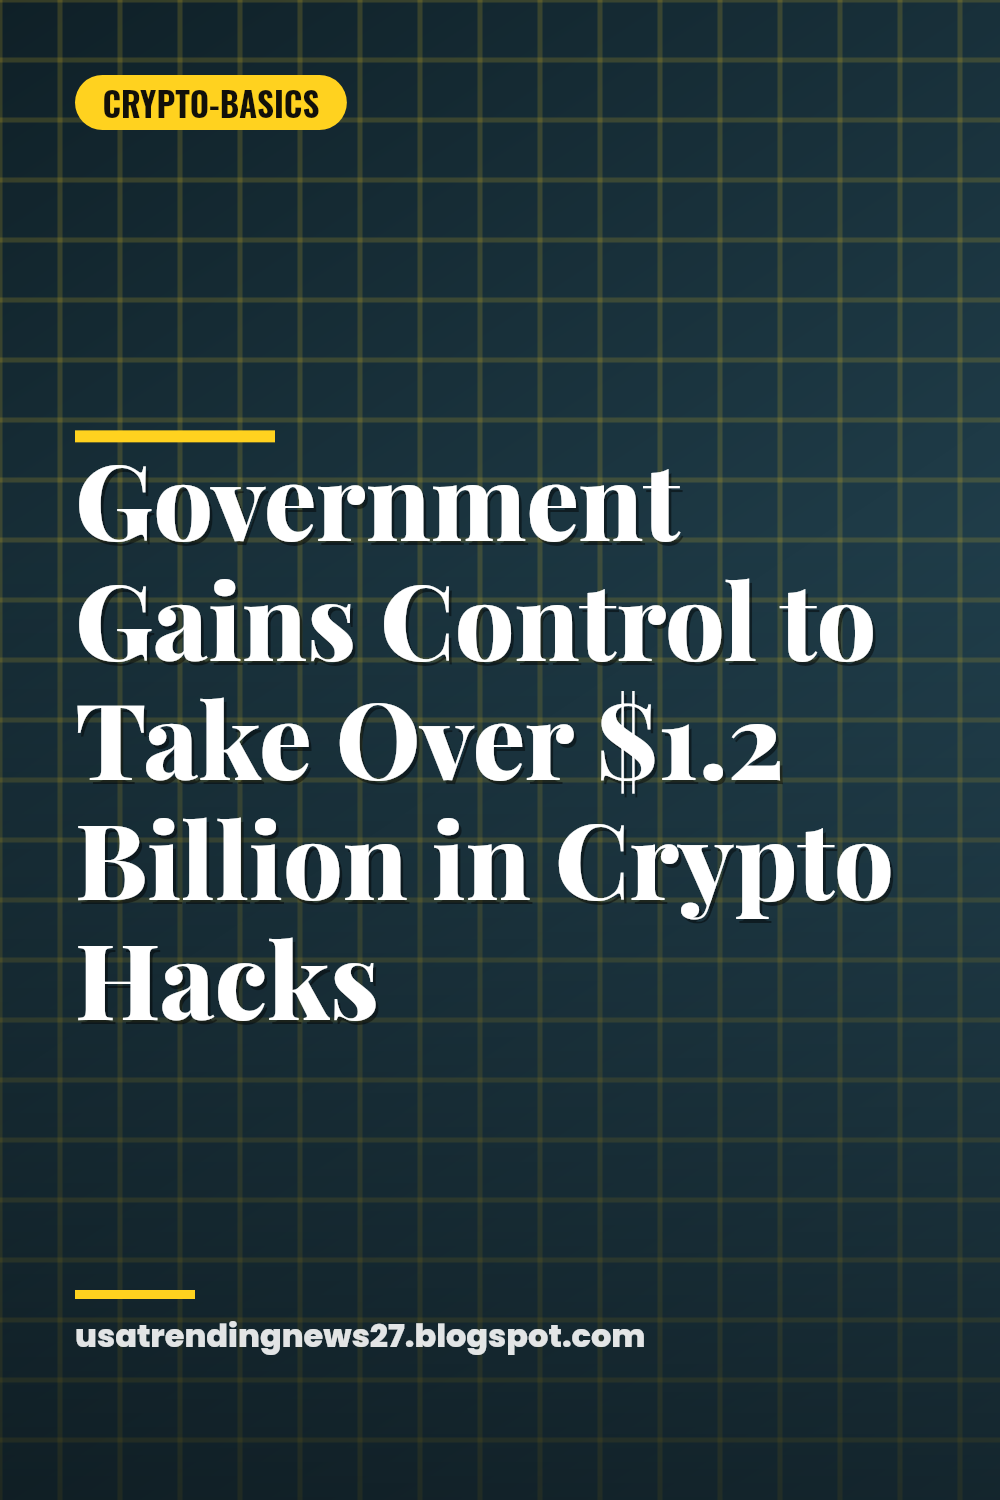 CRYPTO-BASICS
Government
Gains Control to
Take Over $1.2
Billion in Crypto
Hacks
usatrendingnews27.blogspot.com